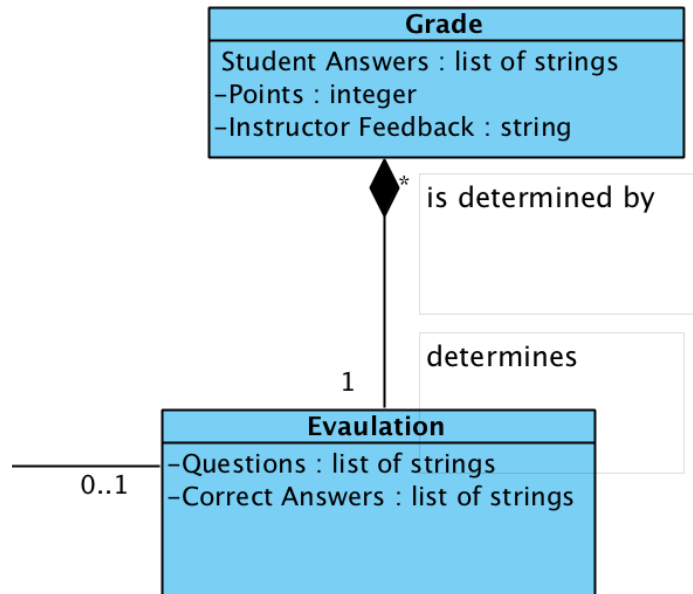 Grade
Student Answers : list of strings
-Points : integer
-Instructor Feedback : string
*
is determined by
determines
1
Evaulation
-Questions : list of strings
-Correct Answers : list of strings
0..1